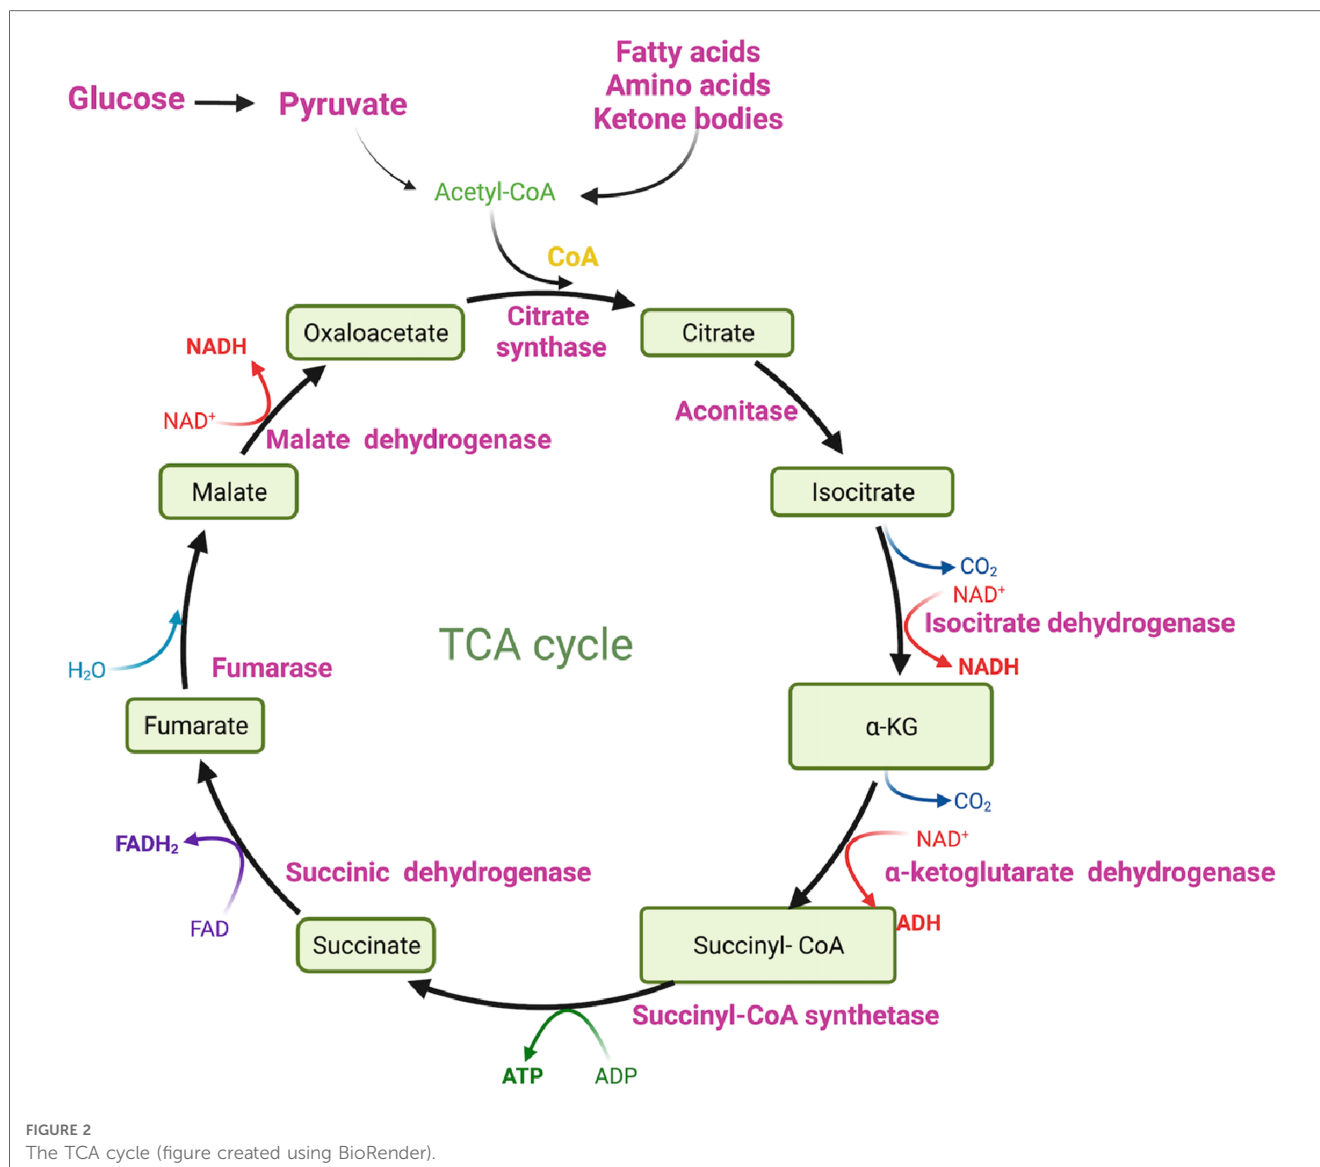 Fatty acids
Amino acids
Ketone bodies
Glucose
Pyruvate
Acetyl-CoA
CoA
Citrate
synthase
Oxaloacetate
Citrate
NADH
NAD⁺
Malate dehydrogenase
Aconitase
Malate
Isocitrate
CO₂
NAD⁺
Isocitrate dehydrogenase
NADH
TCA cycle
H₂O
Fumarase
Fumarate
α-KG
CO₂
NAD⁺
α-ketoglutarate dehydrogenase
ADH
FADH₂
Succinic dehydrogenase
FAD
Succinate
Succinyl- CoA
Succinyl-CoA synthetase
ATP
ADP
FIGURE 2
The TCA cycle (figure created using BioRender).